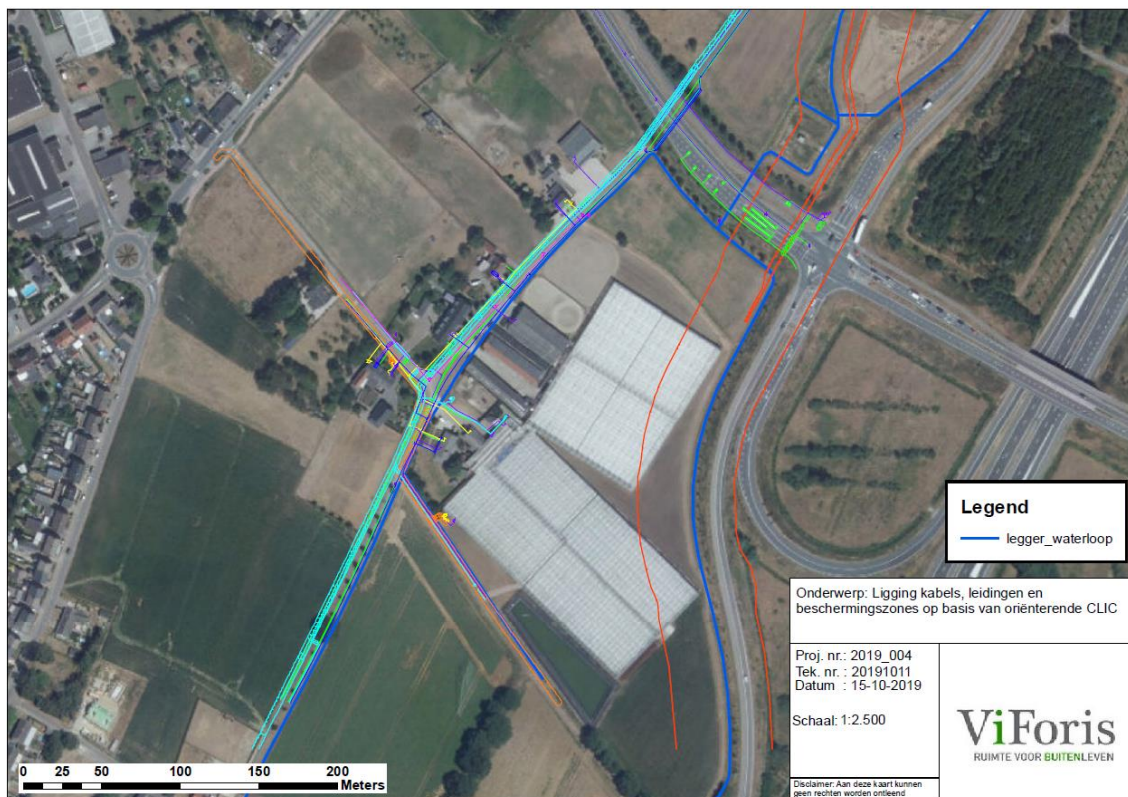 Legend
legger_waterloop
Onderwerp: Ligging kabels, leidingen en
beschermingszones op basis van oriënterende CLIC
Proj. nr.: 2019_004
Tek. nr. : 20191011
Datum : 15-10-2019
Schaal: 1:2.500
Disclaimer: Aan deze kaart kunnen
geen rechten worden ontleend
ViForis
RUIMTE VOOR BUITENLEVEN
0 25 50 100 150 200
Meters